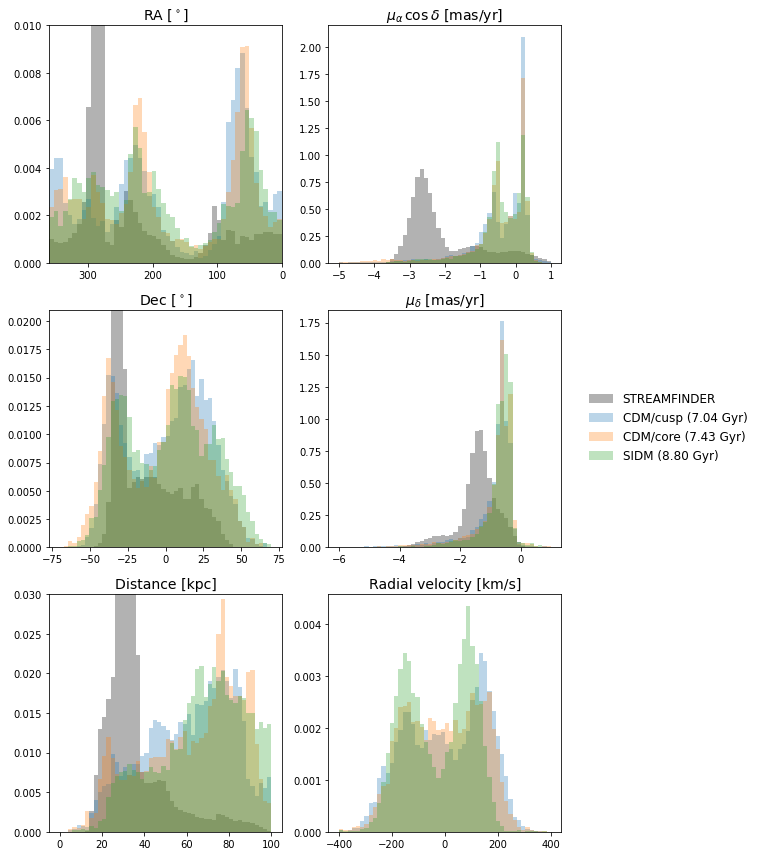 RA [°]
0.010
0.008
0.006
0.004
0.002
0.000
300 200 100 0
μα cos δ [mas/yr]
2.00
1.75
1.50
1.25
1.00
0.75
0.50
0.25
0.00
-5 -4 -3 -2 -1 0 1
Dec [°]
0.0200
0.0175
0.0150
0.0125
0.0100
0.0075
0.0050
0.0025
0.0000
-75 -50 -25 0 25 50 75
μδ [mas/yr]
1.75
1.50
1.25
1.00
0.75
0.50
0.25
0.00
-6 -4 -2 0
STREAMFINDER
CDM/cusp (7.04 Gyr)
CDM/core (7.43 Gyr)
SIDM (8.80 Gyr)
Distance [kpc]
0.030
0.025
0.020
0.015
0.010
0.005
0.000
0 20 40 60 80 100
Radial velocity [km/s]
0.004
0.003
0.002
0.001
0.000
-400 -200 0 200 400